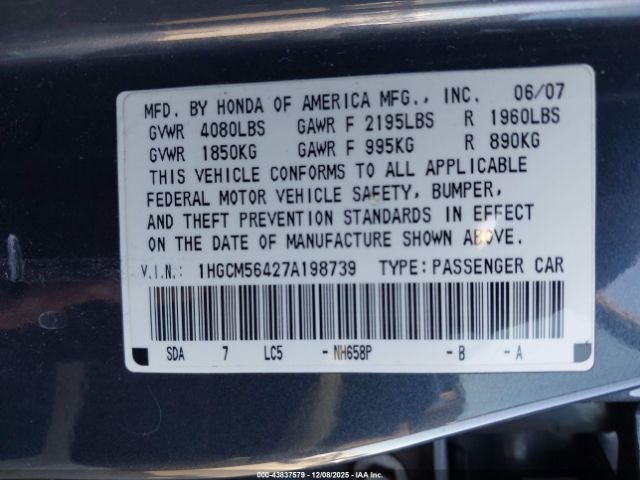 MFD. BY HONDA OF AMERICA MFG., INC. 06/07
GVWR 4080LBS GAWR F 2195LBS R 1960LBS
GVWR 1850KG GAWR F 995KG R 890KG
THIS VEHICLE CONFORMS TO ALL APPLICABLE
FEDERAL MOTOR VEHICLE SAFETY, BUMPER,
AND THEFT PREVENTION STANDARDS IN EFFECT
ON THE DATE OF MANUFACTURE SHOWN ABOVE.
V.I.N.: 1HGCM56427A198739 TYPE: PASSENGER CAR
SDA 7 LC5 -NH658P -B -A
000-43837579 - 12/08/2025 - COPYRIGHT IAA, LLC.